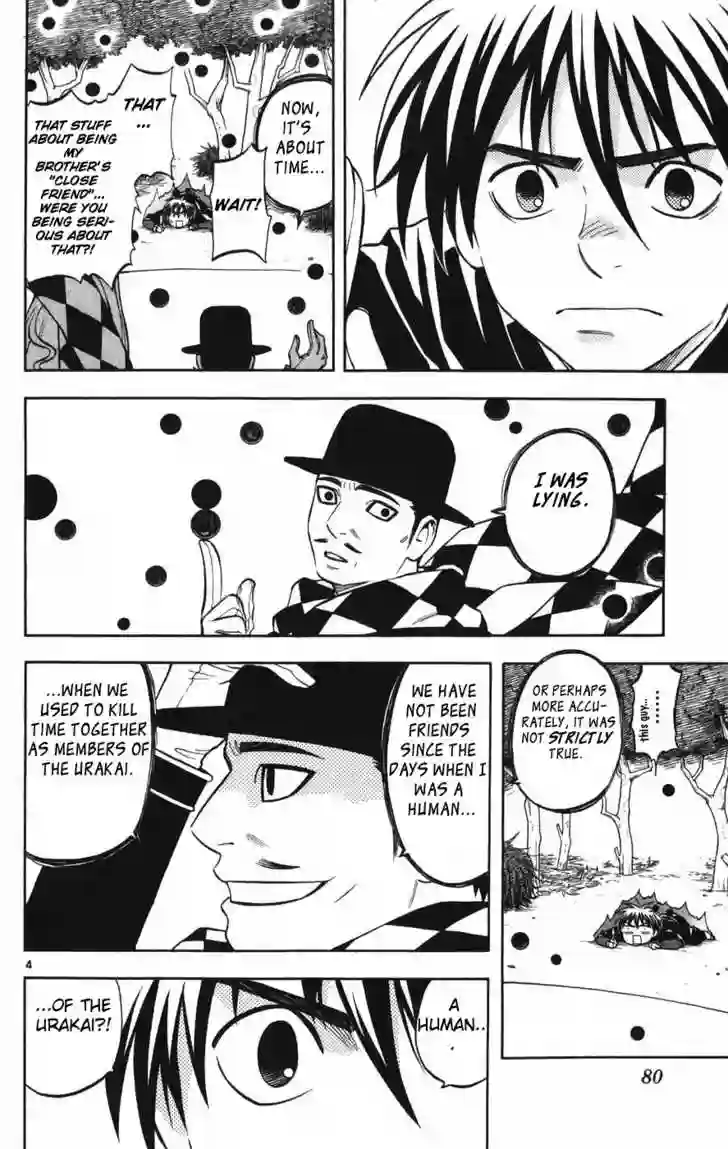 NOW,
IT'S
ABOUT
TIME...
WAIT!
THAT
...
THAT STUFF
ABOUT BEING
MY
BROTHER'S
"CLOSE
FRIEND"...
WERE YOU
BEING SERI-
OUS ABOUT
THAT?!
I WAS
LYING.
......
this guy...
OR PERHAPS
MORE ACCU-
RATELY, IT WAS
NOT STRICTLY
TRUE.
WE HAVE
NOT BEEN
FRIENDS
SINCE THE
DAYS WHEN I
WAS A
HUMAN...
...WHEN WE
USED TO KILL
TIME TOGETHER
AS MEMBERS OF
THE URAKAI.
4
A
HUMAN..
...OF THE
URAKAI?!
80